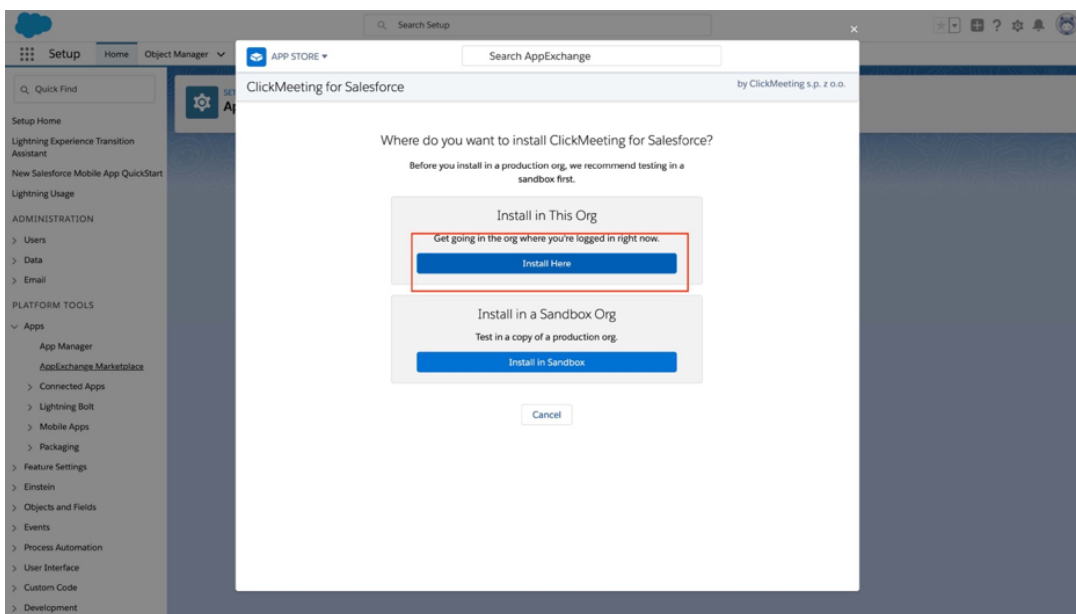 Search Setup
Setup
Home
Object Manager
Quick Find
Setup Home
Lightning Experience Transition
Assistant
New Salesforce Mobile App QuickStart
Lightning Usage
ADMINISTRATION
Users
Data
Email
PLATFORM TOOLS
Apps
App Manager
AppExchange Marketplace
Connected Apps
Lightning Bolt
Mobile Apps
Packaging
Feature Settings
Einstein
Objects and Fields
Events
Process Automation
User Interface
Custom Code
Development
APP STORE
Search AppExchange
ClickMeeting for Salesforce
by ClickMeeting s.p. z o.o.
Where do you want to install ClickMeeting for Salesforce?
Before you install in a production org, we recommend testing in a
sandbox first.
Install in This Org
Get going in the org where you're logged in right now.
Install Here
Install in a Sandbox Org
Test in a copy of a production org.
Install in Sandbox
Cancel